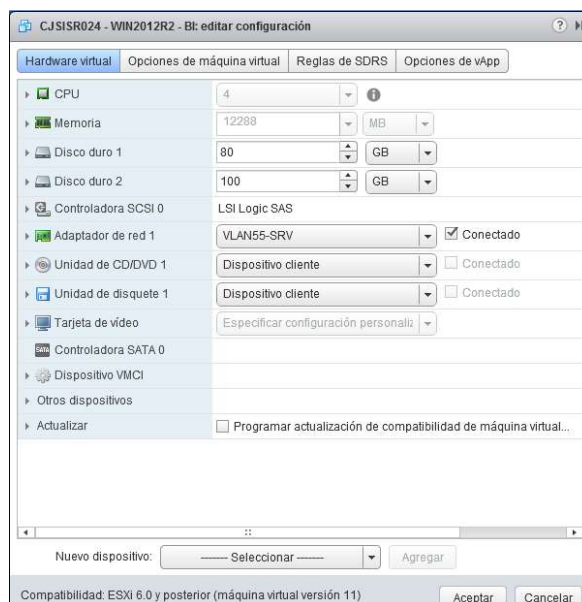 CJSISR024 - WIN2012R2 - BI: editar configuración
Hardware virtual Opciones de máquina virtual Reglas de SDRS Opciones de vApp
CPU 4
Memoria 12288 MB
Disco duro 1 80 GB
Disco duro 2 100 GB
Controladora SCSI 0 LSI Logic SAS
Adaptador de red 1 VLAN55-SRV Conectado
Unidad de CD/DVD 1 Dispositivo cliente Conectado
Unidad de disquete 1 Dispositivo cliente Conectado
Tarjeta de vídeo Especificar configuración personaliz
SATA Controladora SATA 0
Dispositivo VMCI
Otros dispositivos
Actualizar Programar actualización de compatibilidad de máquina virtual...
Nuevo dispositivo: ------- Seleccionar ------- Agregar
Compatibilidad: ESXi 6.0 y posterior (máquina virtual versión 11) Aceptar Cancelar